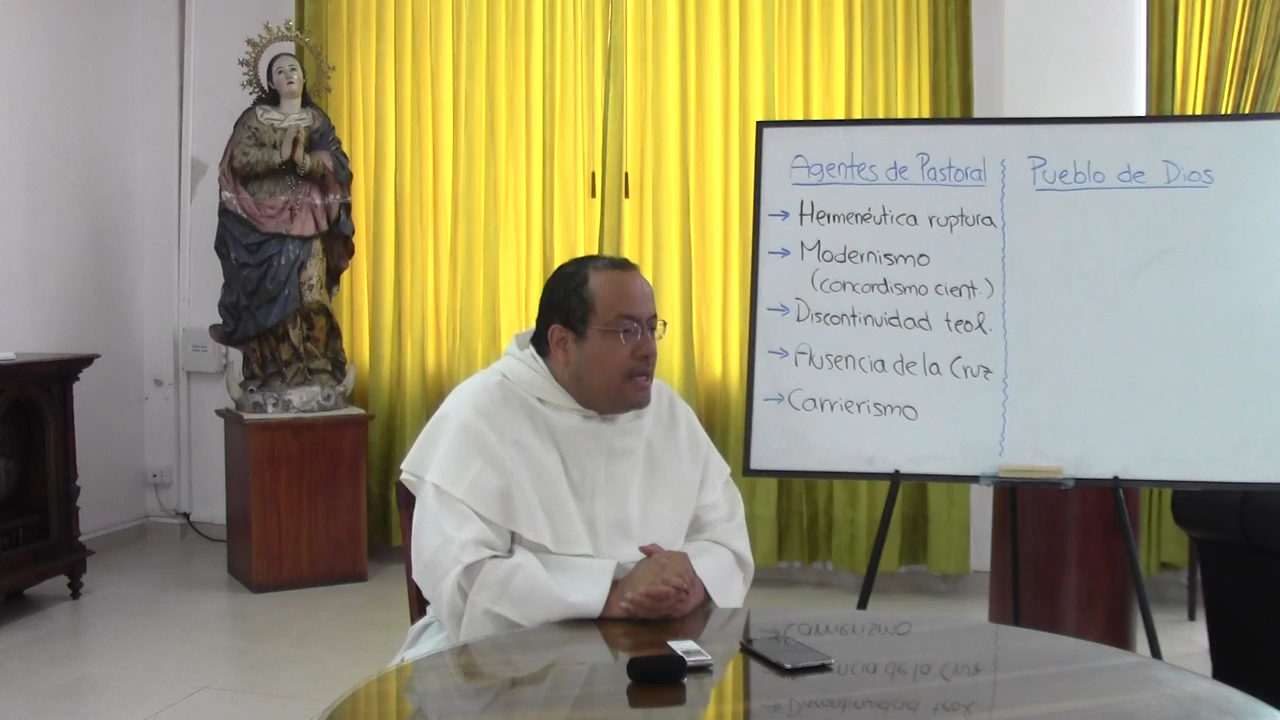 Agentes de Pastoral
→ Hermenéutica ruptura
→ Modernismo
(concordismo cient.)
→ Discontinuidad teol.
→ Ausencia de la Cruz
→ Carrierismo
Pueblo de Dios